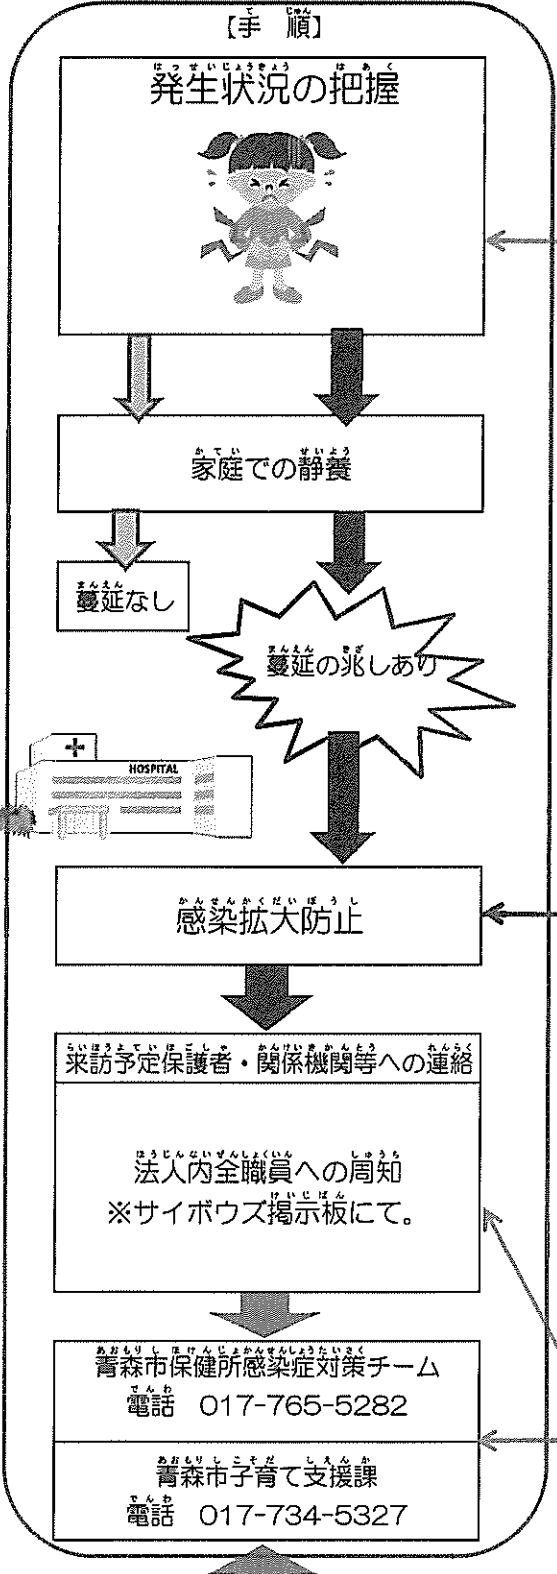 【手順】
発生状況の把握
家庭での静養
蔓延なし
蔓延の兆しあり
HOSPITAL
感染拡大防止
来訪予定保護者・関係機関等への連絡
法人内全職員への周知
※サイボウズ掲示板にて。
青森市保健所感染症対策チーム
電話 017-765-5282
青森市子育て支援課
電話 017-734-5327